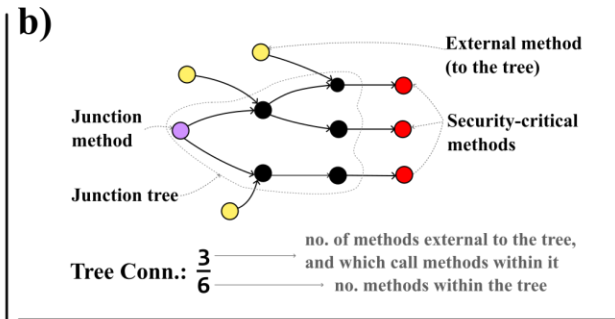 b)
External method
(to the tree)
Junction
method
Security-critical
methods
Junction tree
Tree Conn.: 3
6
no. of methods external to the tree,
and which call methods within it
no. methods within the tree